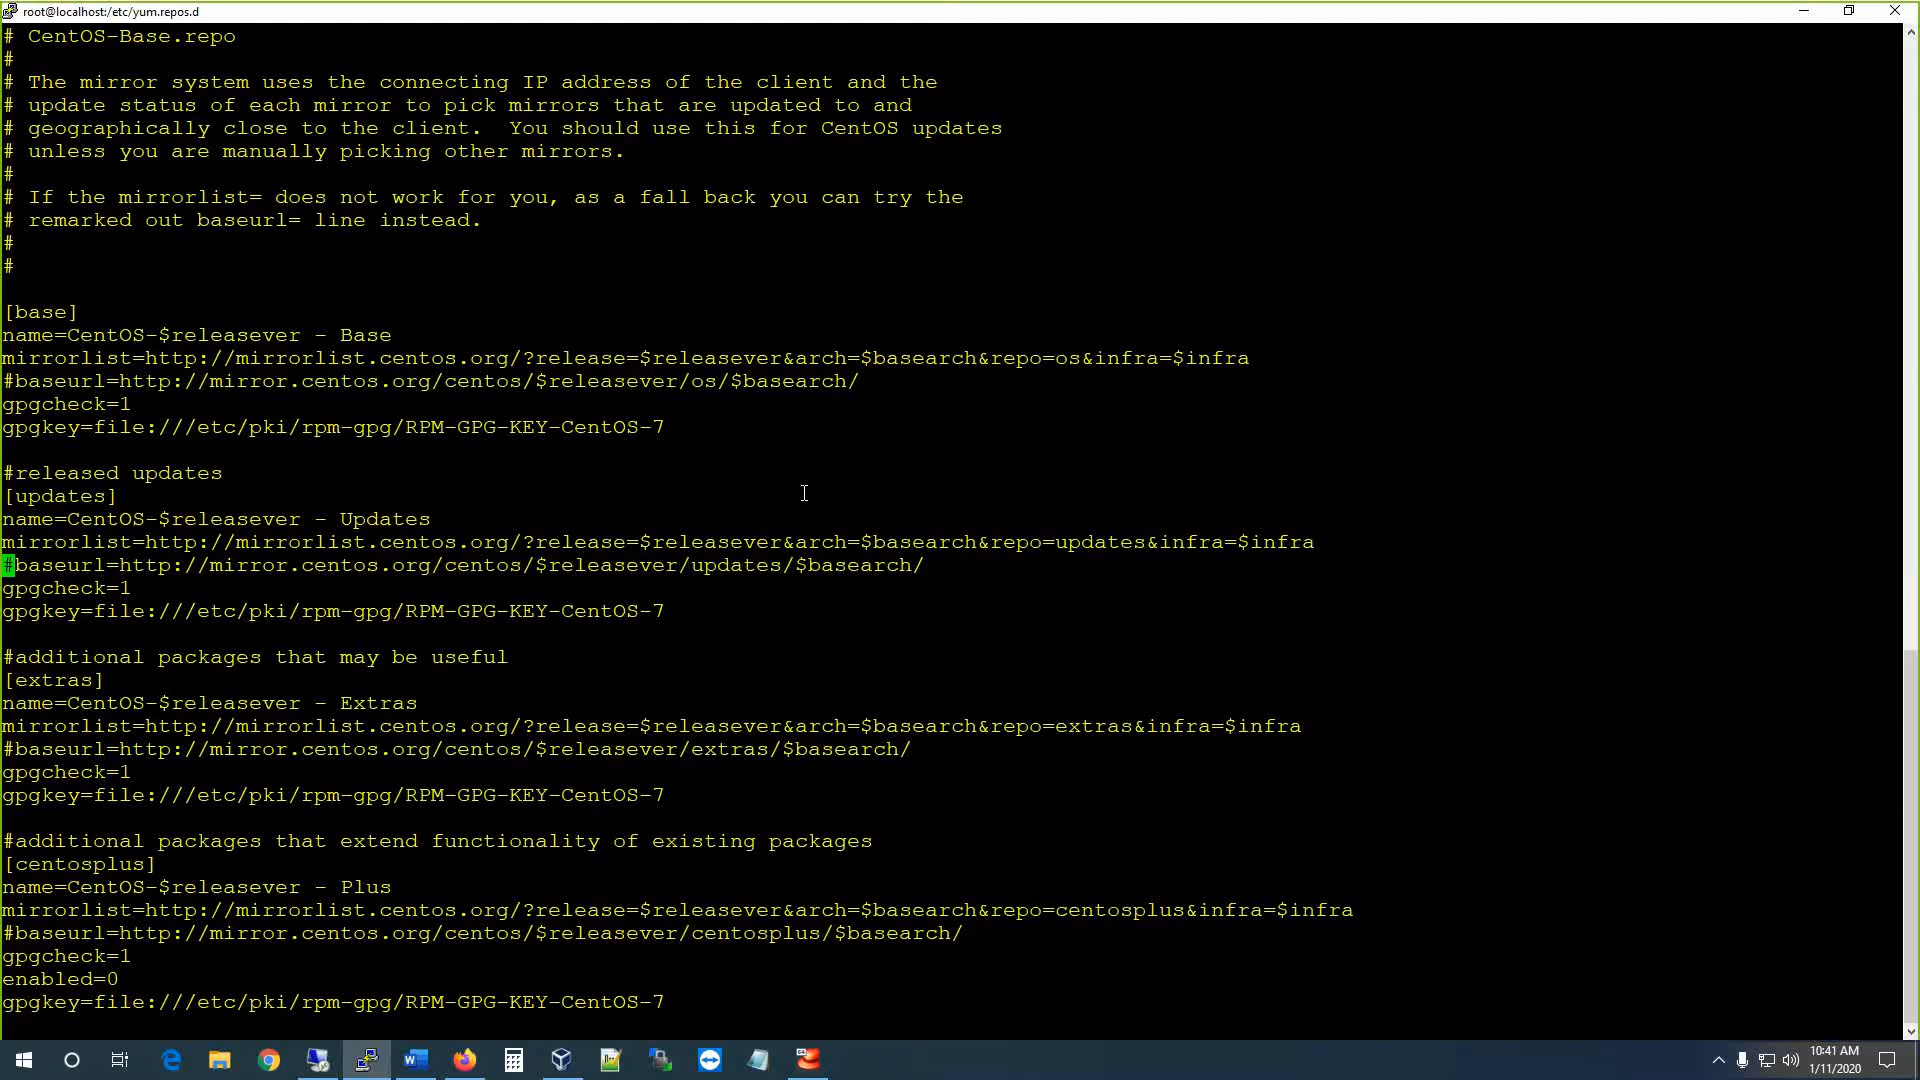 root@localhost:/etc/yum.repos.d
# CentOS-Base.repo
#
# The mirror system uses the connecting IP address of the client and the
# update status of each mirror to pick mirrors that are updated to and
# geographically close to the client.  You should use this for CentOS updates
# unless you are manually picking other mirrors.
#
# If the mirrorlist= does not work for you, as a fall back you can try the
# remarked out baseurl= line instead.
#
#
[base]
name=CentOS-$releasever - Base
mirrorlist=http://mirrorlist.centos.org/?release=$releasever&arch=$basearch&repo=os&infra=$infra
#baseurl=http://mirror.centos.org/centos/$releasever/os/$basearch/
gpgcheck=1
gpgkey=file:///etc/pki/rpm-gpg/RPM-GPG-KEY-CentOS-7
#released updates
[updates]
name=CentOS-$releasever - Updates
mirrorlist=http://mirrorlist.centos.org/?release=$releasever&arch=$basearch&repo=updates&infra=$infra
#baseurl=http://mirror.centos.org/centos/$releasever/updates/$basearch/
gpgcheck=1
gpgkey=file:///etc/pki/rpm-gpg/RPM-GPG-KEY-CentOS-7
#additional packages that may be useful
[extras]
name=CentOS-$releasever - Extras
mirrorlist=http://mirrorlist.centos.org/?release=$releasever&arch=$basearch&repo=extras&infra=$infra
#baseurl=http://mirror.centos.org/centos/$releasever/extras/$basearch/
gpgcheck=1
gpgkey=file:///etc/pki/rpm-gpg/RPM-GPG-KEY-CentOS-7
#additional packages that extend functionality of existing packages
[centosplus]
name=CentOS-$releasever - Plus
mirrorlist=http://mirrorlist.centos.org/?release=$releasever&arch=$basearch&repo=centosplus&infra=$infra
#baseurl=http://mirror.centos.org/centos/$releasever/centosplus/$basearch/
gpgcheck=1
enabled=0
gpgkey=file:///etc/pki/rpm-gpg/RPM-GPG-KEY-CentOS-7
10:41 AM
1/11/2020